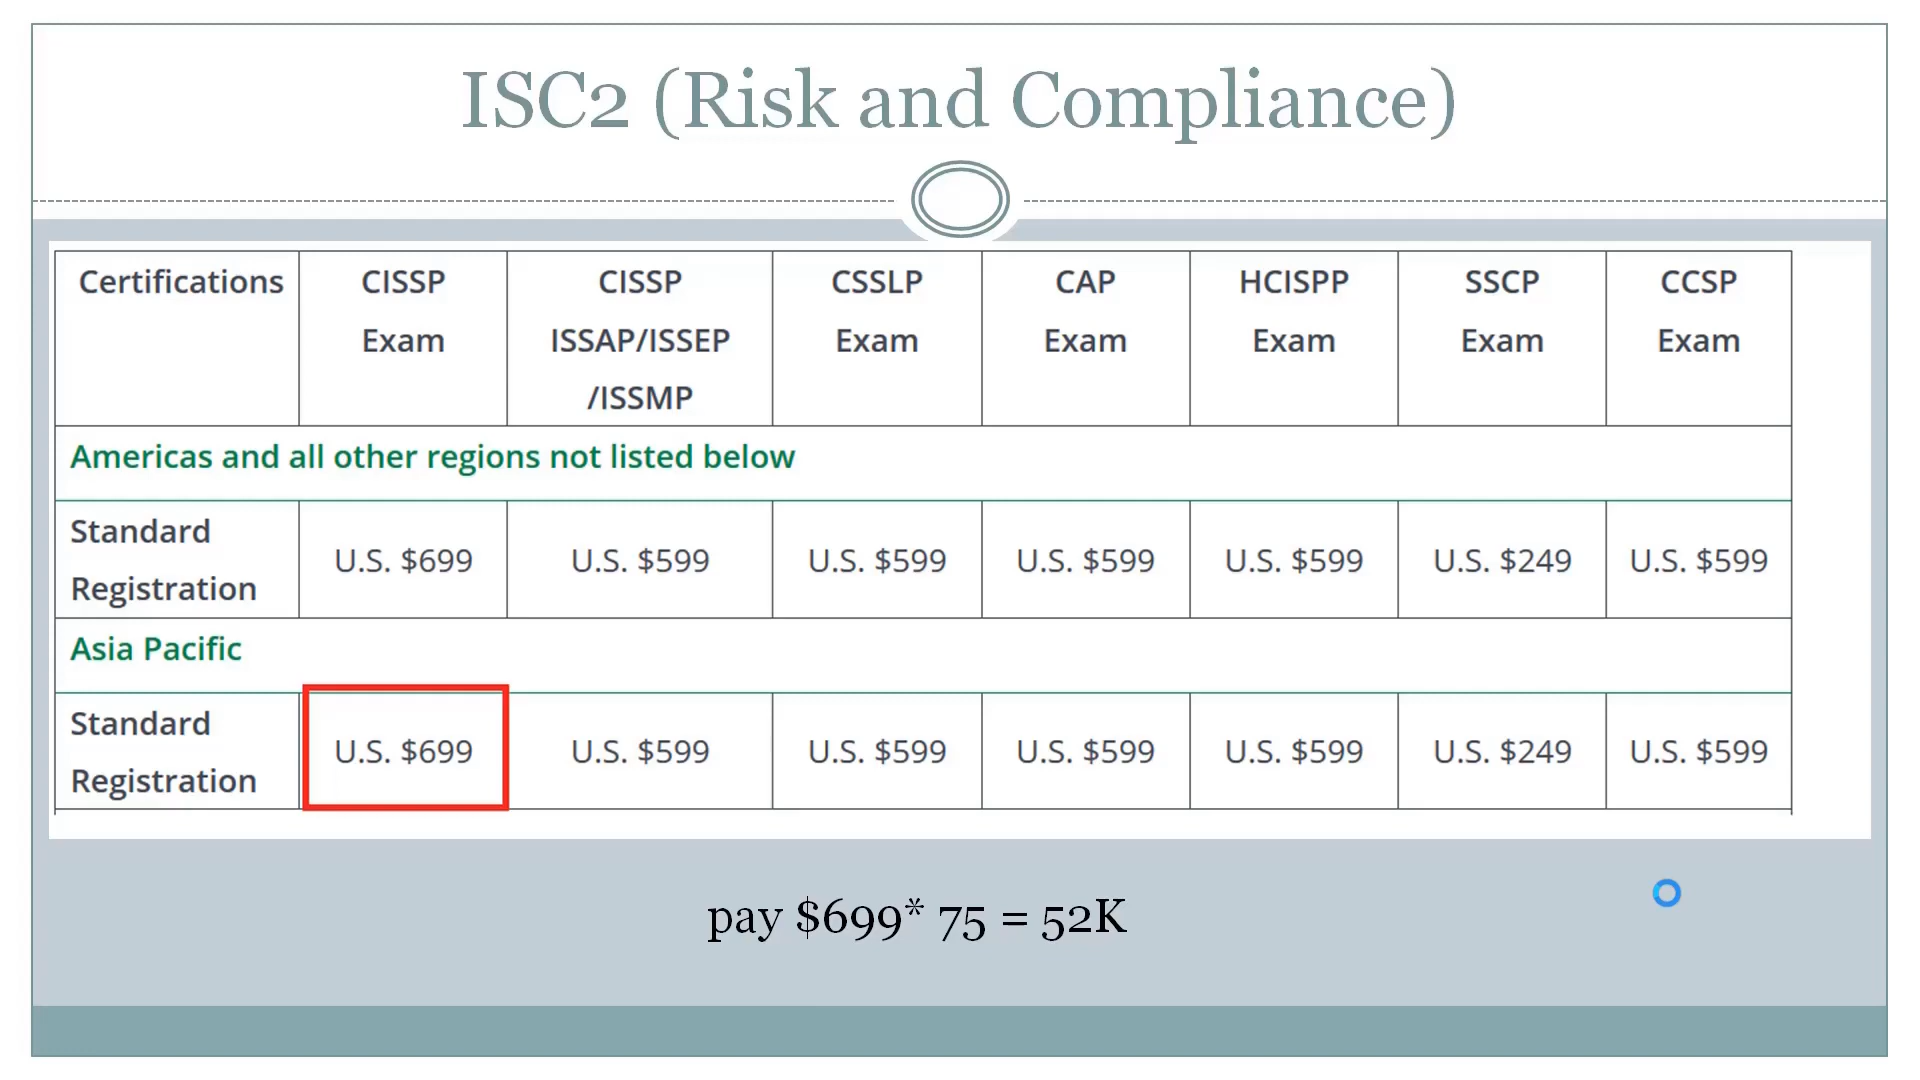 ISC2 (Risk and Compliance)
Certifications CISSP CISSP CSSLP CAP HCISPP SSCP CCSP
Exam ISSAP/ISSEP Exam Exam Exam Exam Exam
/ISSMP
Americas and all other regions not listed below
Standard
Registration
U.S. $699 U.S. $599 U.S. $599 U.S. $599 U.S. $599 U.S. $249 U.S. $599
Asia Pacific
Standard
Registration
U.S. $699 U.S. $599 U.S. $599 U.S. $599 U.S. $599 U.S. $249 U.S. $599
pay $699* 75 = 52K